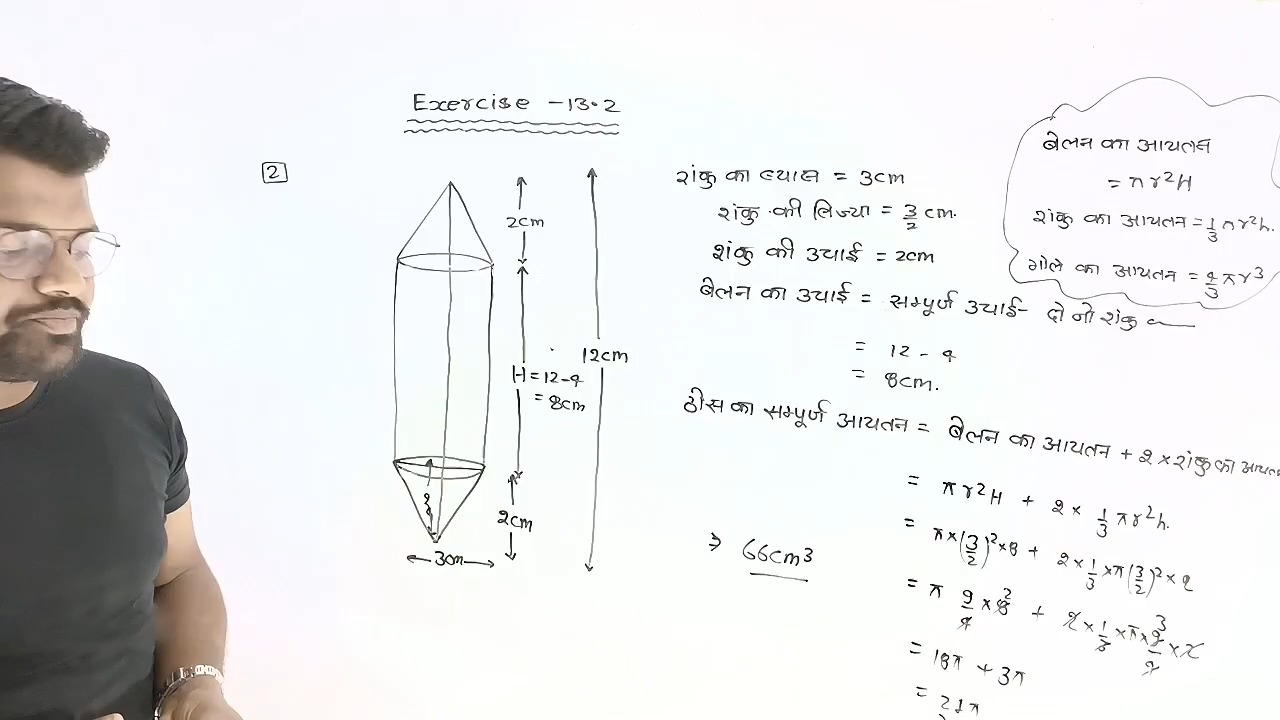 Exercise -13.2
2
2cm
H=12-4
= 8cm
12cm
2cm
3cm
शंकु का व्यास = 3cm
शंकु की त्रिज्या = 3/2 cm.
शंकु की उचाई = 2cm
बेलन का उचाई = सम्पूर्ण उचाई- दोनो शंकु
= 12 - 4
= 8cm.
ठोस का सम्पूर्ण आयतन = बेलन का आयतन + 2 × शंकु का आयतन
= πr²H + 2 × 1/3 πr²h.
= π×(3/2)²×8 + 2×1/3×π(3/2)²×2
= π 9/4 × 8 2 + 2×1/3×π×9/4 3×2
= 18π + 3π
= 21π
⇒ 66cm³
बेलन का आयतन
= πr²H
शंकु का आयतन = 1/3 πr²h.
गोले का आयतन = 4/3 πr³